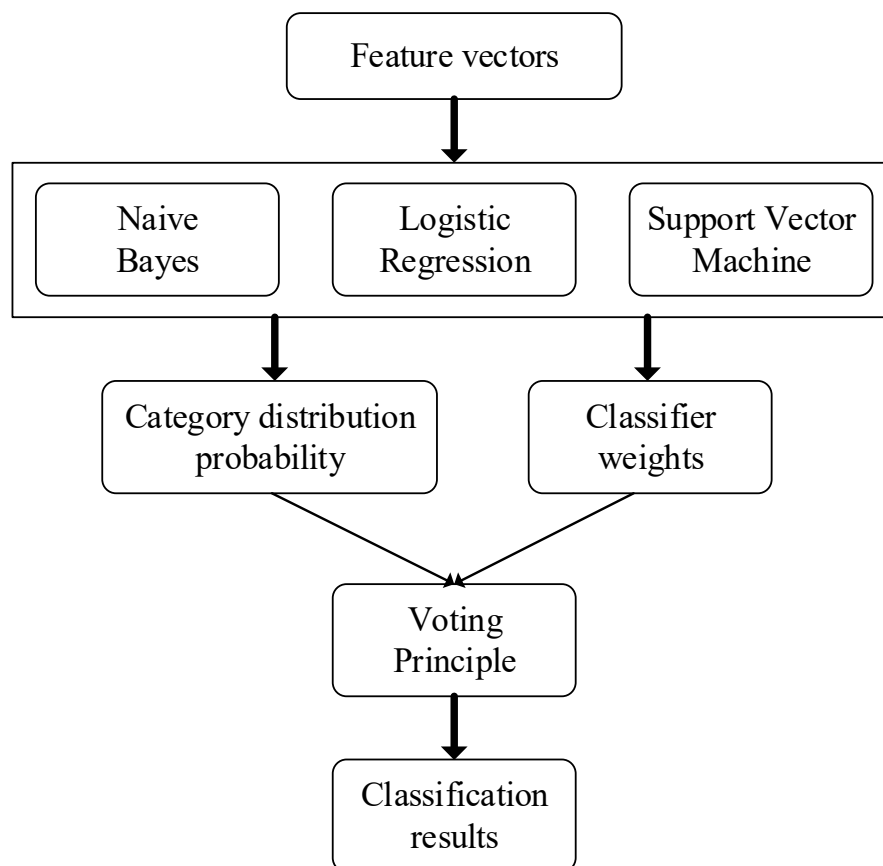 Feature vectors
Naive
Bayes
Logistic
Regression
Support Vector
Machine
Category distribution
probability
Classifier
weights
Voting
Principle
Classification
results